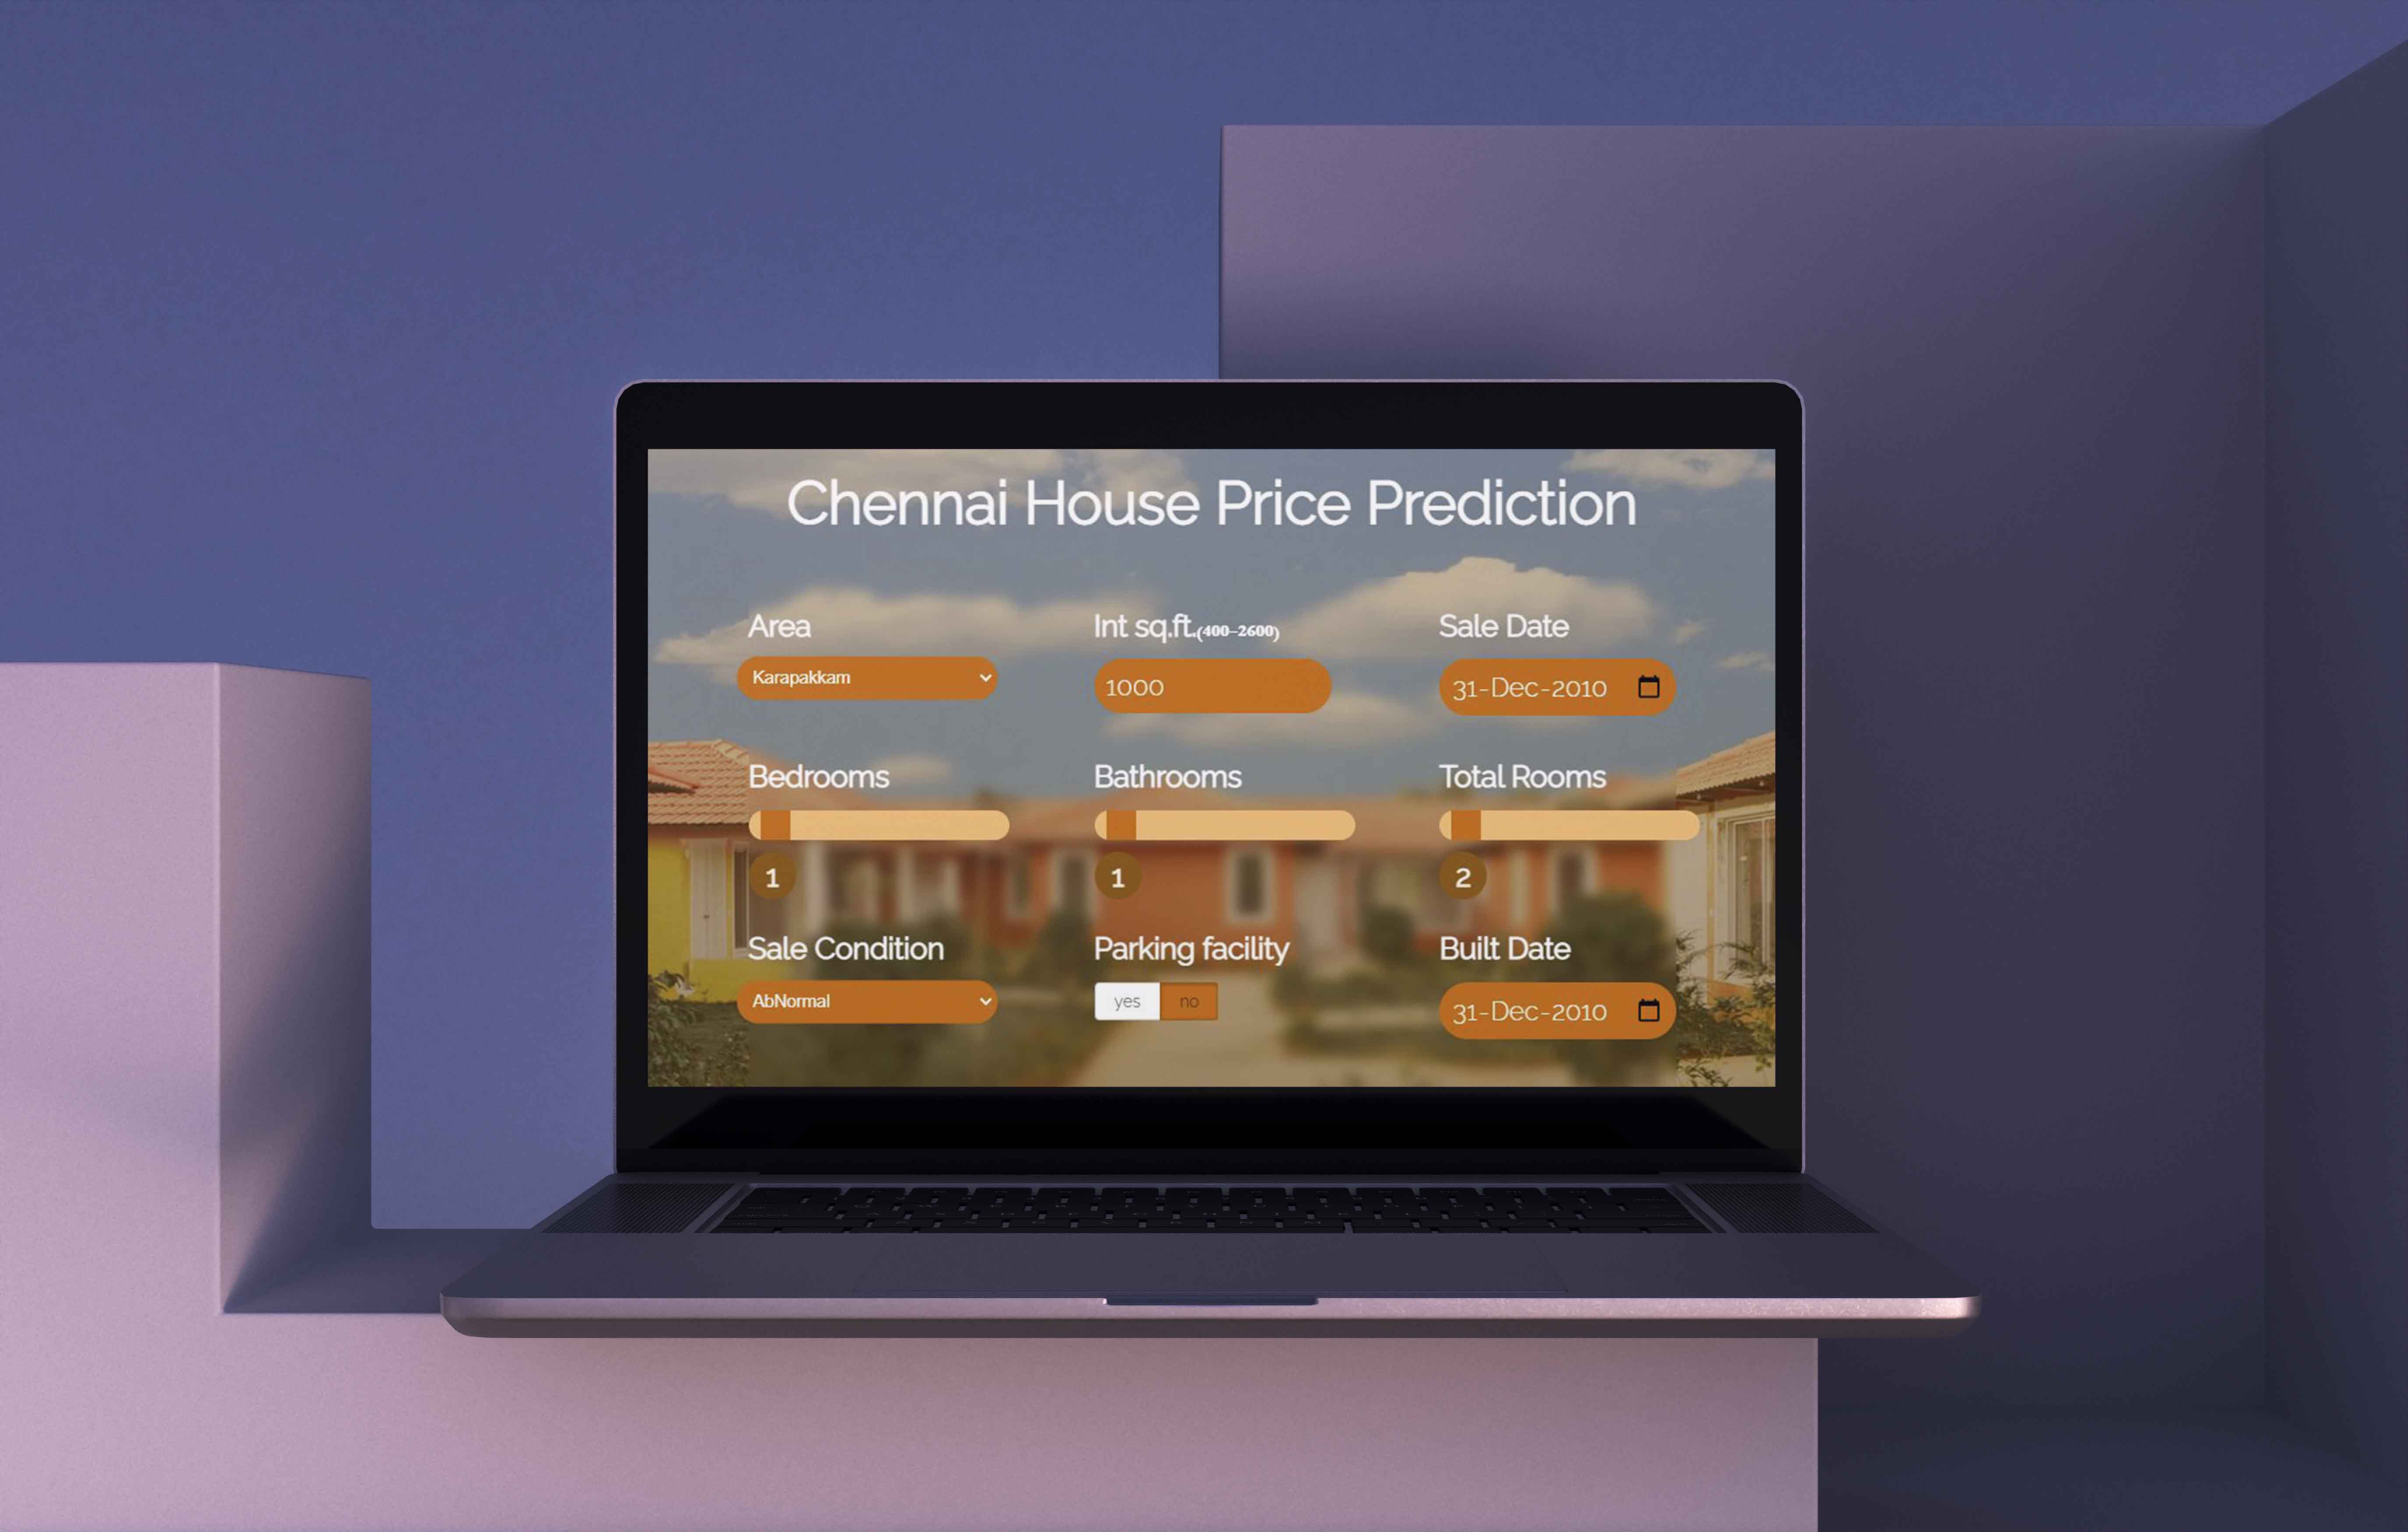 Chennai House Price Prediction
Area
Int sq.ft.(400-2600)
Sale Date
Karapakkam
1000
31-Dec-2010
Bedrooms
Bathrooms
Total Rooms
1
1
2
Sale Condition
Parking facility
Built Date
AbNormal
yes
no
31-Dec-2010